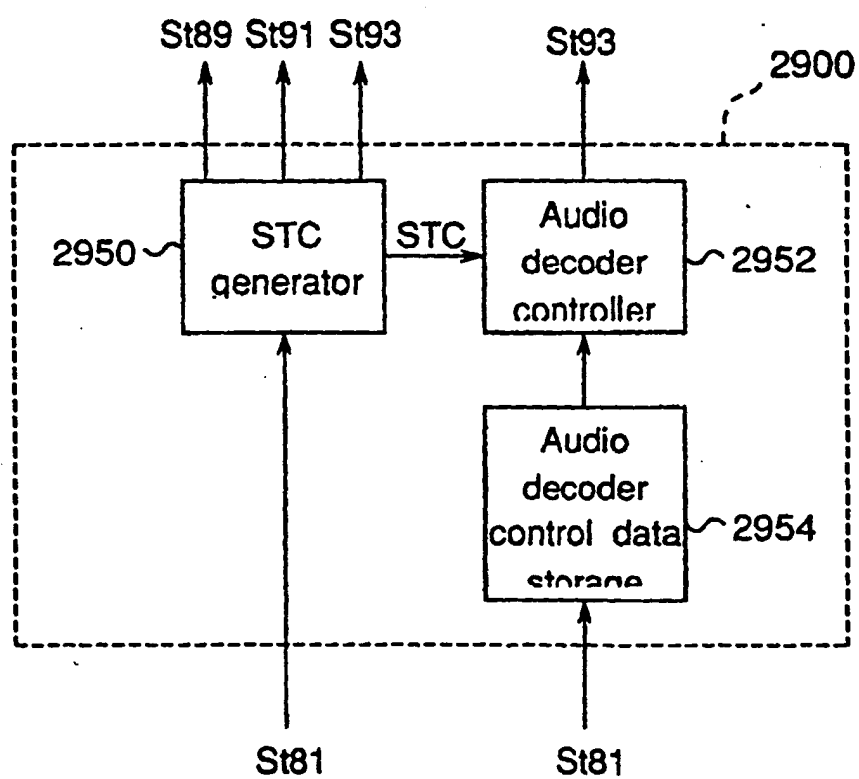 St89 St91 St93
St93
2900
2950
STC
generator
STC
Audio
decoder
controller
2952
Audio
decoder
control data
storage
2954
St81
St81